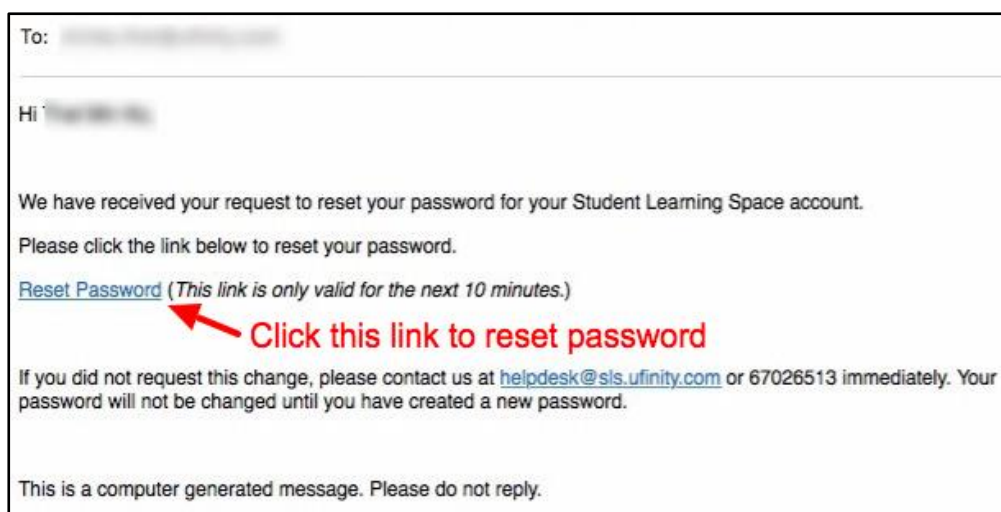 To:
Hi
We have received your request to reset your password for your Student Learning Space account.
Please click the link below to reset your password.
Reset Password (This link is only valid for the next 10 minutes.)
Click this link to reset password
If you did not request this change, please contact us at helpdesk@sls.ufinity.com or 67026513 immediately. Your
password will not be changed until you have created a new password.
This is a computer generated message. Please do not reply.